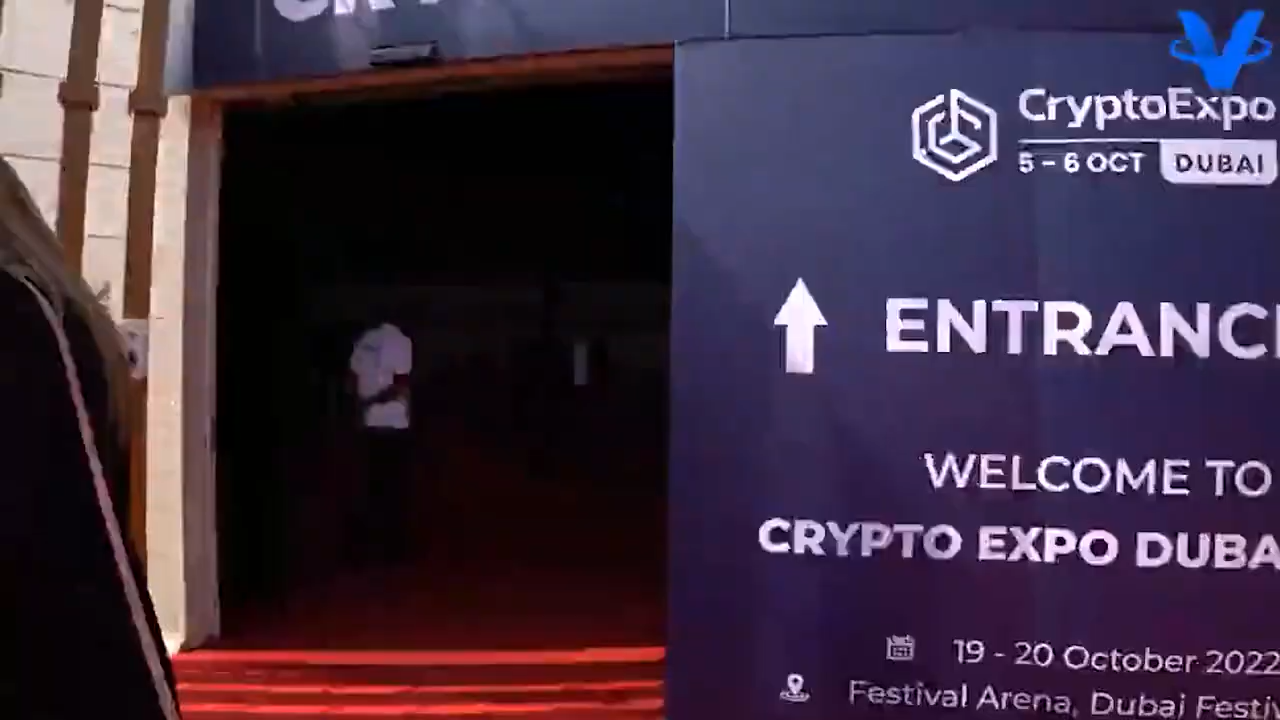 CryptoExpo
5 - 6 OCT DUBAI
ENTRANC
WELCOME TO
CRYPTO EXPO DUBA
19 - 20 October 2022
Festival Arena, Dubai Festiv